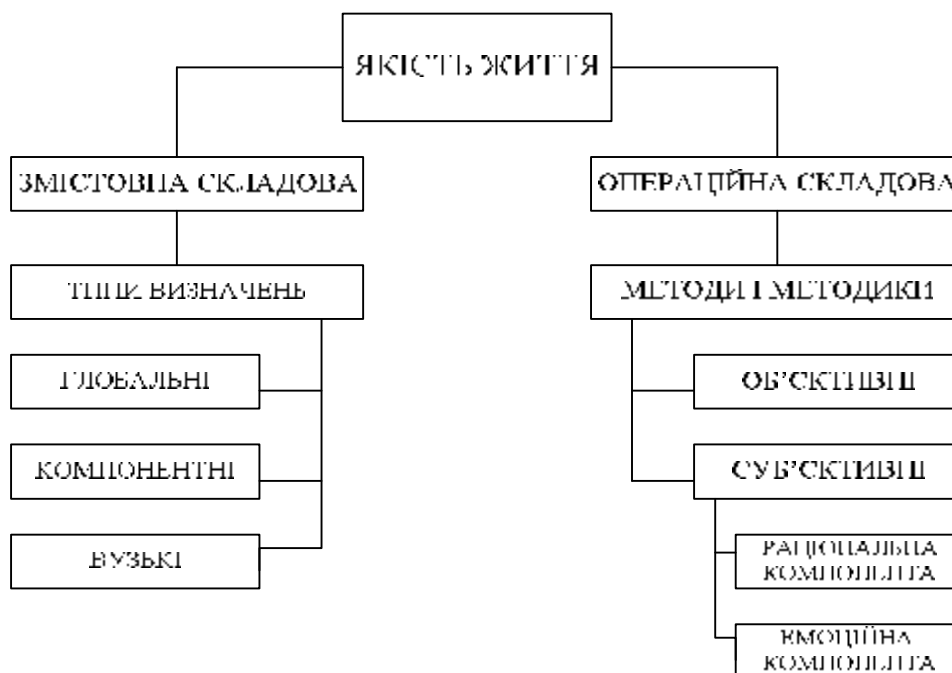 ЯКІСТЬ ЖИТТЯ
ЗМІСТОВНА СКЛАДОВА
ОПЕРАЦІЙНА СКЛАДОВА
ТИПИ ВИЗНАЧЕНЬ
МЕТОДИ І МЕТОДИКИ
ГЛОБАЛЬНІ
ОБ’ЄКТИВНІ
КОМПОНЕНТНІ
СУБ’ЄКТИВНІ
ВУЗЬКІ
РАЦІОНАЛЬНА
КОМПОНЕНТА
ЕМОЦІЙНА
КОМПОНЕНТА